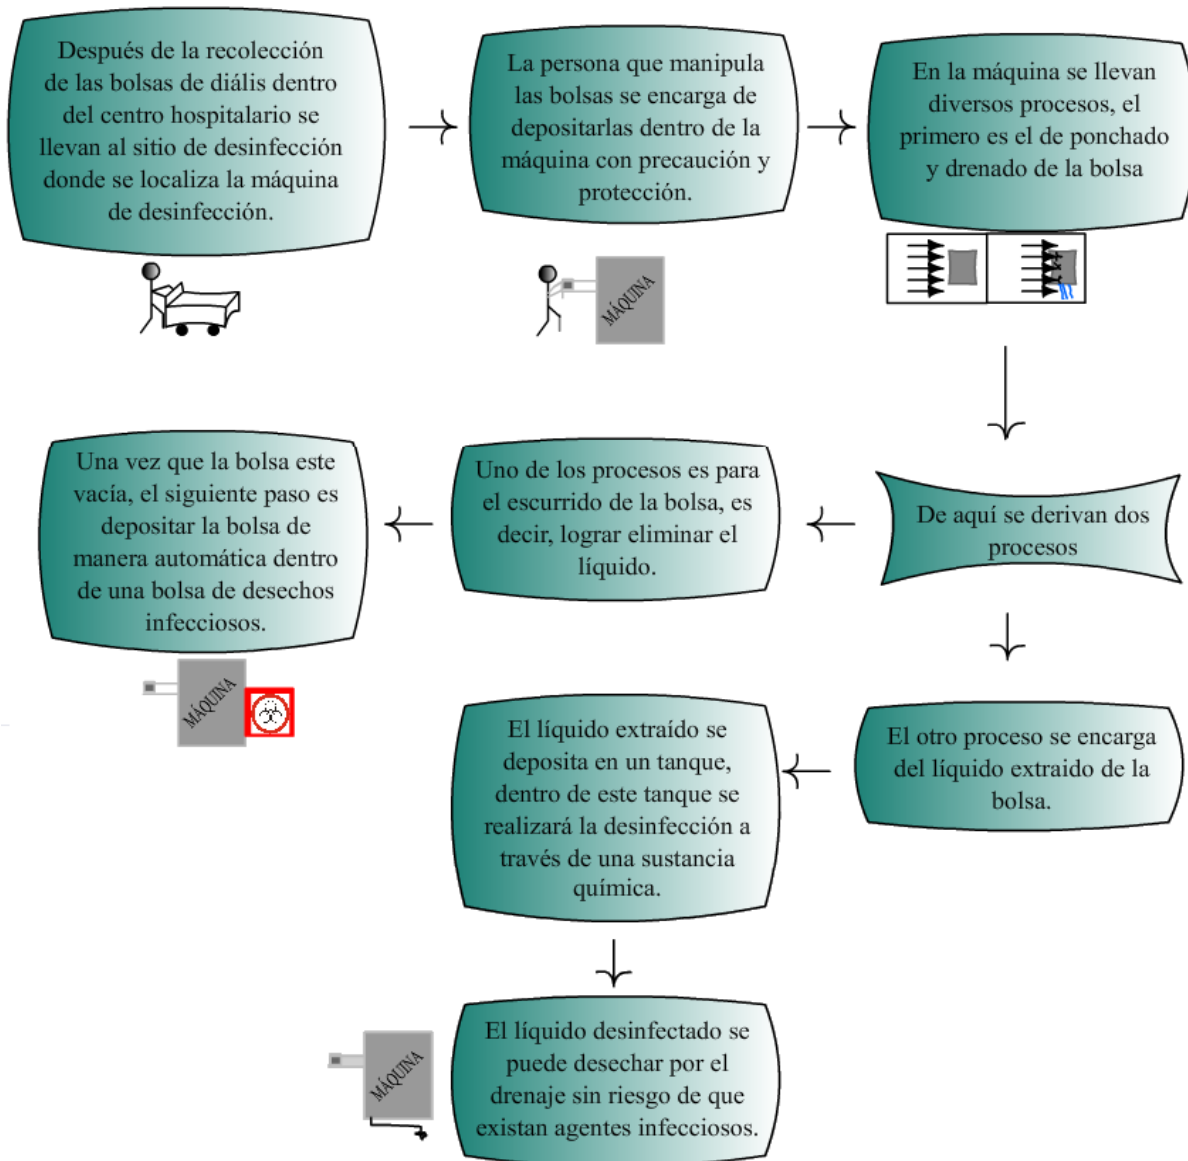 Después de la recolección
de las bolsas de diális dentro
del centro hospitalario se
llevan al sitio de desinfección
donde se localiza la máquina
de desinfección.
La persona que manipula
las bolsas se encarga de
depositarlas dentro de la
máquina con precaución y
protección.
MÁQUINA
En la máquina se llevan
diversos procesos, el
primero es el de ponchado
y drenado de la bolsa
De aquí se derivan dos
procesos
Uno de los procesos es para
el escurrido de la bolsa, es
decir, lograr eliminar el
líquido.
Una vez que la bolsa este
vacía, el siguiente paso es
depositar la bolsa de
manera automática dentro
de una bolsa de desechos
infecciosos.
MÁQUINA
El otro proceso se encarga
del líquido extraido de la
bolsa.
El líquido extraído se
deposita en un tanque,
dentro de este tanque se
realizará la desinfección a
través de una sustancia
química.
El líquido desinfectado se
puede desechar por el
drenaje sin riesgo de que
existan agentes infecciosos.
MÁQUINA